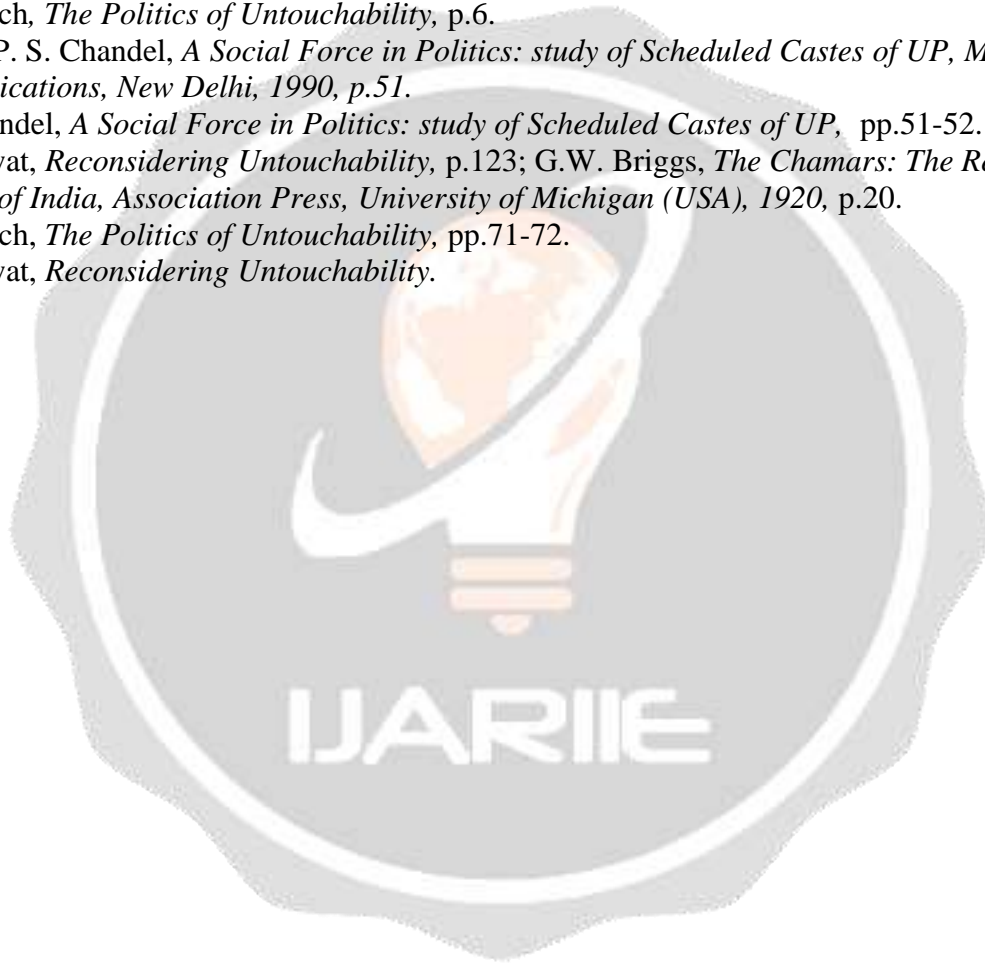 ch, The Politics of Untouchability, p.6.
P. S. Chandel, A Social Force in Politics: study of Scheduled Castes of UP, M
ications, New Delhi, 1990, p.51.
ndel, A Social Force in Politics: study of Scheduled Castes of UP, pp.51-52.
wat, Reconsidering Untouchability, p.123; G.W. Briggs, The Chamars: The Re
of India, Association Press, University of Michigan (USA), 1920, p.20.
ch, The Politics of Untouchability, pp.71-72.
wat, Reconsidering Untouchability.
IJARIIE